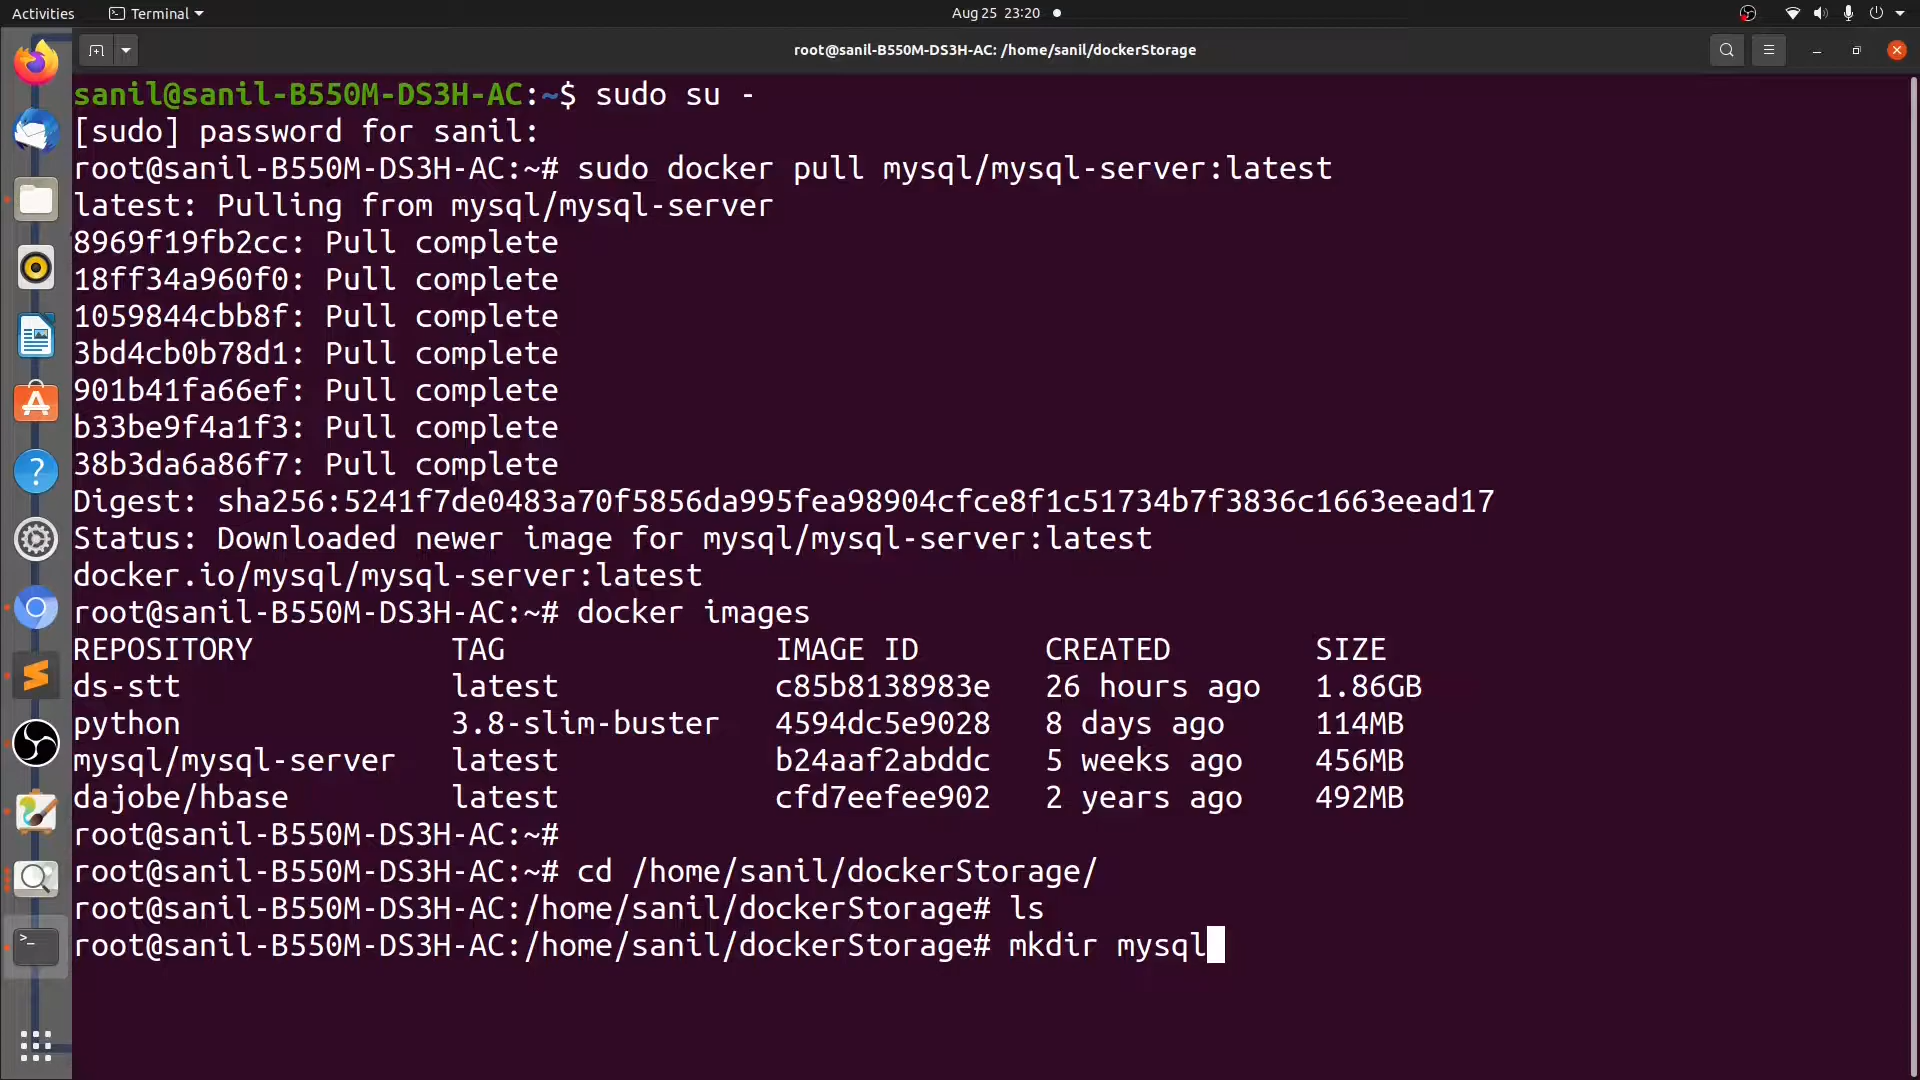 Activities Terminal Aug 25 23:20
root@sanil-B550M-DS3H-AC: /home/sanil/dockerStorage
sanil@sanil-B550M-DS3H-AC:~$ sudo su -
[sudo] password for sanil:
root@sanil-B550M-DS3H-AC:~# sudo docker pull mysql/mysql-server:latest
latest: Pulling from mysql/mysql-server
8969f19fb2cc: Pull complete
18ff34a960f0: Pull complete
1059844cbb8f: Pull complete
3bd4cb0b78d1: Pull complete
901b41fa66ef: Pull complete
b33be9f4a1f3: Pull complete
38b3da6a86f7: Pull complete
Digest: sha256:5241f7de0483a70f5856da995fea98904cfce8f1c51734b7f3836c1663eead17
Status: Downloaded newer image for mysql/mysql-server:latest
docker.io/mysql/mysql-server:latest
root@sanil-B550M-DS3H-AC:~# docker images
REPOSITORY TAG IMAGE ID CREATED SIZE
ds-stt latest c85b8138983e 26 hours ago 1.86GB
python 3.8-slim-buster 4594dc5e9028 8 days ago 114MB
mysql/mysql-server latest b24aaf2abddc 5 weeks ago 456MB
dajobe/hbase latest cfd7eefee902 2 years ago 492MB
root@sanil-B550M-DS3H-AC:~#
root@sanil-B550M-DS3H-AC:~# cd /home/sanil/dockerStorage/
root@sanil-B550M-DS3H-AC:/home/sanil/dockerStorage# ls
root@sanil-B550M-DS3H-AC:/home/sanil/dockerStorage# mkdir mysql